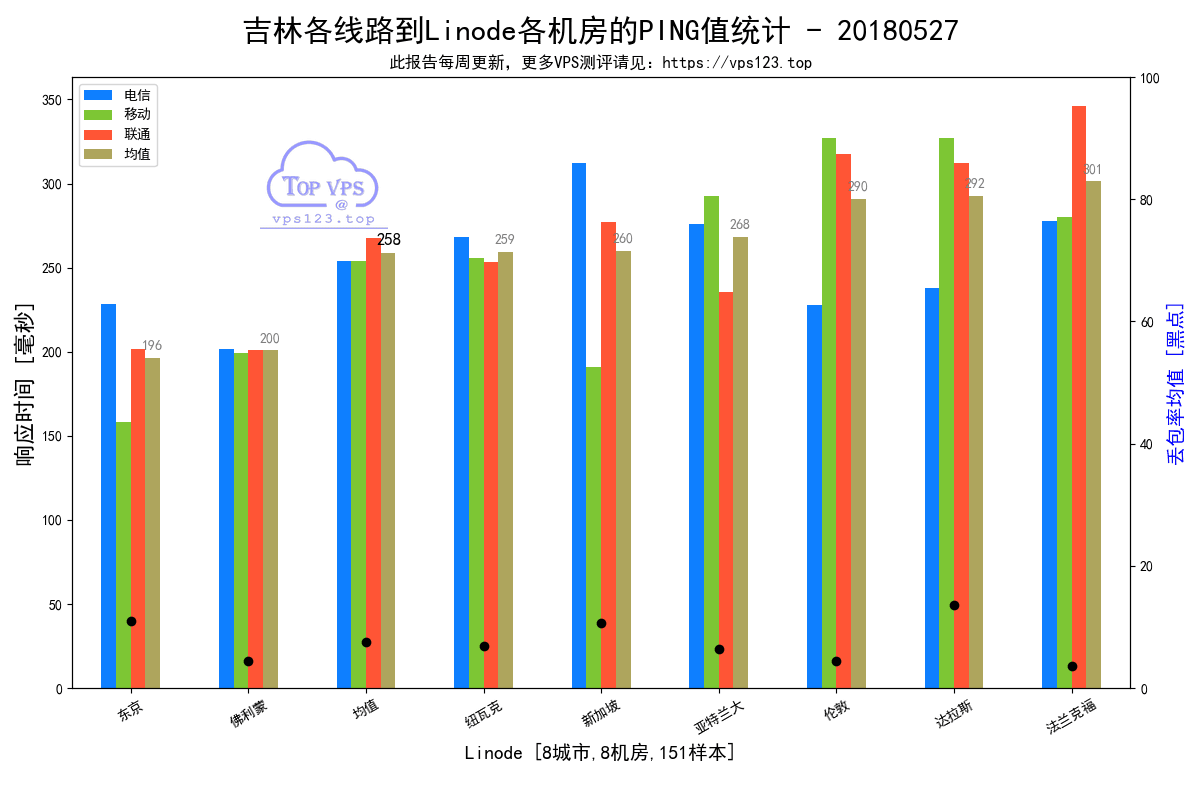 吉林各线路到Linode各机房的PING值统计 - 20180527
此报告每周更新，更多VPS测评请见：https://vps123.top
电信
移动
联通
均值
TOP VPS
@
vps123.top
响应时间 [毫秒]
350
300
250
200
150
100
50
0
196
200
258
259
260
268
290
292
301
100
80
60
40
20
0
丢包率均值 [黑点]
东京
佛利蒙
均值
纽瓦克
新加坡
亚特兰大
伦敦
达拉斯
法兰克福
Linode [8城市,8机房,151样本]